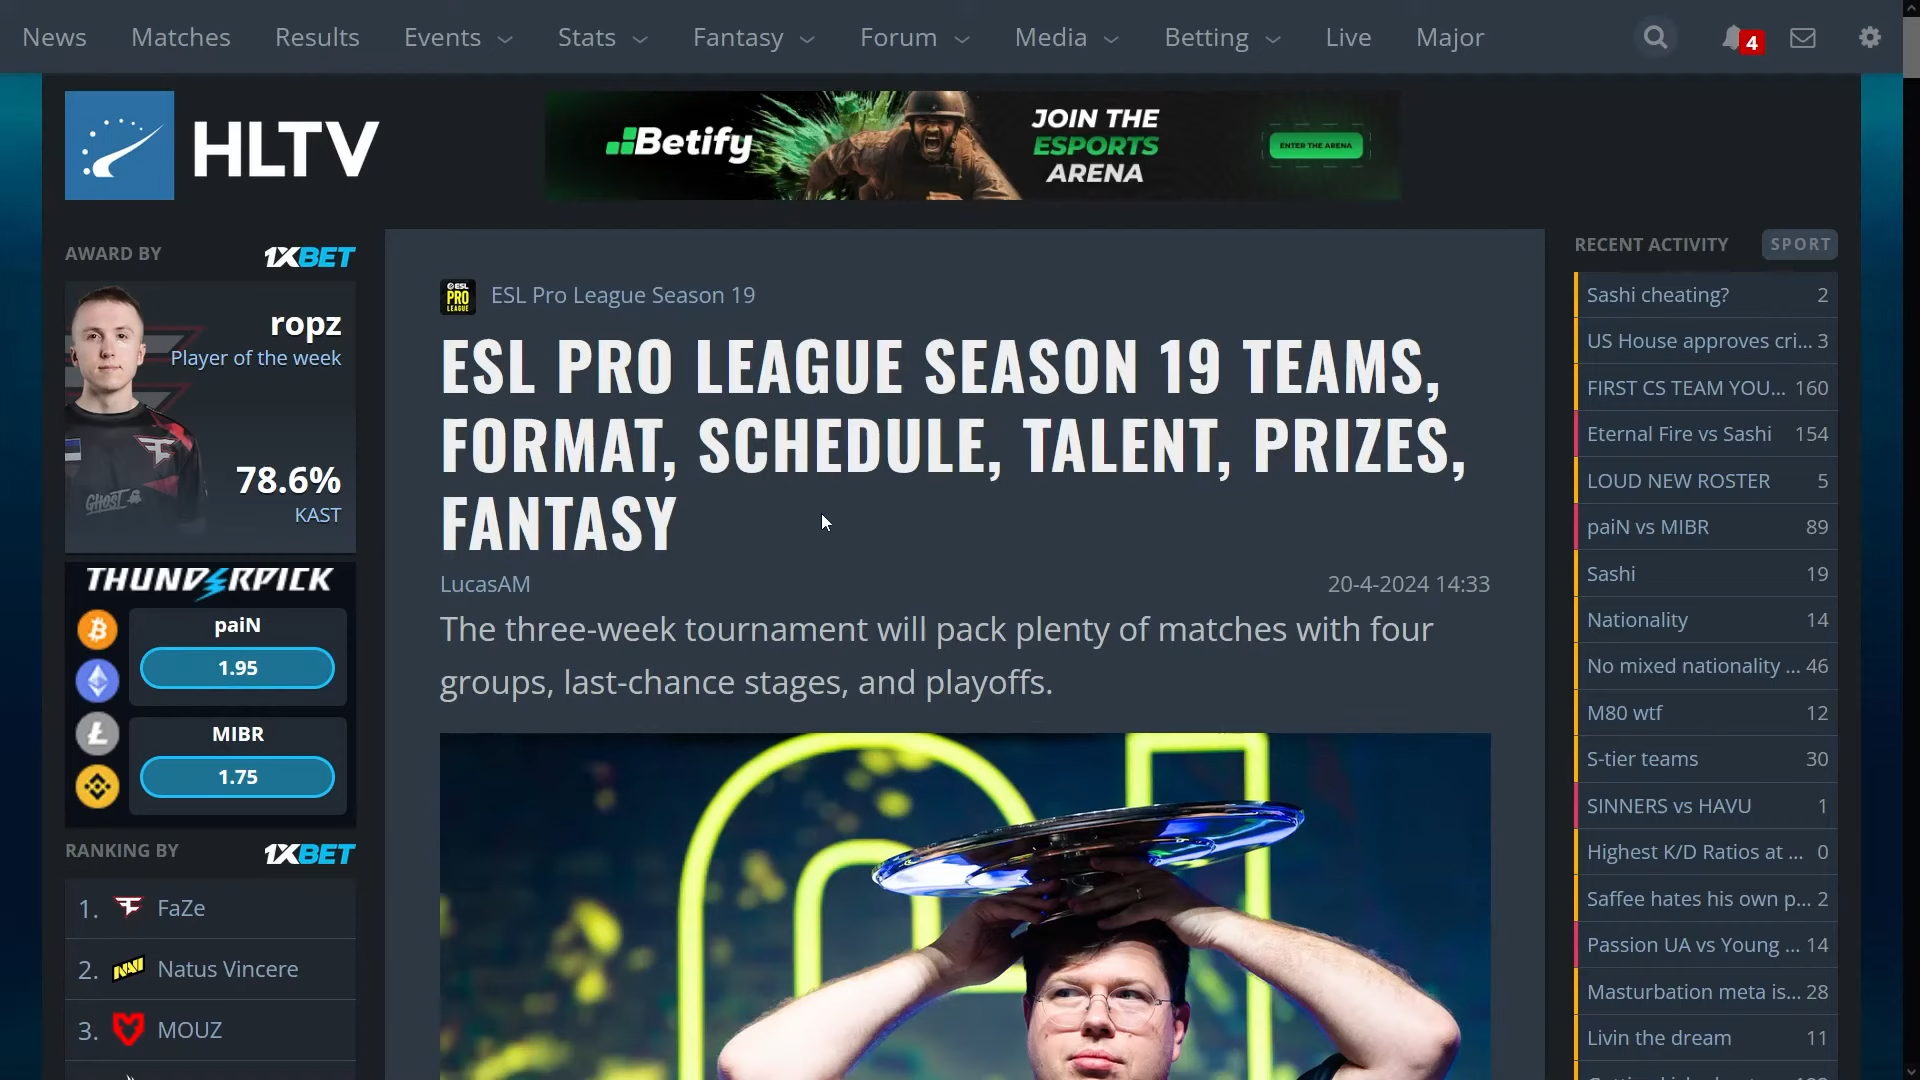 News Matches Results Events Stats Fantasy Forum Media Betting Live Major 4
HLTV
Betify
JOIN THE
ESPORTS
ARENA
ENTER THE ARENA
AWARD BY 1XBET
ropz
Player of the week
78.6%
KAST
GHOST
THUNDERPICK
paiN
1.95
MIBR
1.75
RANKING BY 1XBET
1. FaZe
2. Natus Vincere
3. MOUZ
ESL PRO LEAGUE
ESL Pro League Season 19
ESL PRO LEAGUE SEASON 19 TEAMS,
FORMAT, SCHEDULE, TALENT, PRIZES,
FANTASY
LucasAM 20-4-2024 14:33
The three-week tournament will pack plenty of matches with four
groups, last-chance stages, and playoffs.
RECENT ACTIVITY SPORT
Sashi cheating? 2
US House approves cri... 3
FIRST CS TEAM YOU... 160
Eternal Fire vs Sashi 154
LOUD NEW ROSTER 5
paiN vs MIBR 89
Sashi 19
Nationality 14
No mixed nationality ... 46
M80 wtf 12
S-tier teams 30
SINNERS vs HAVU 1
Highest K/D Ratios at ... 0
Saffee hates his own p... 2
Passion UA vs Young ... 14
Masturbation meta is... 28
Livin the dream 11